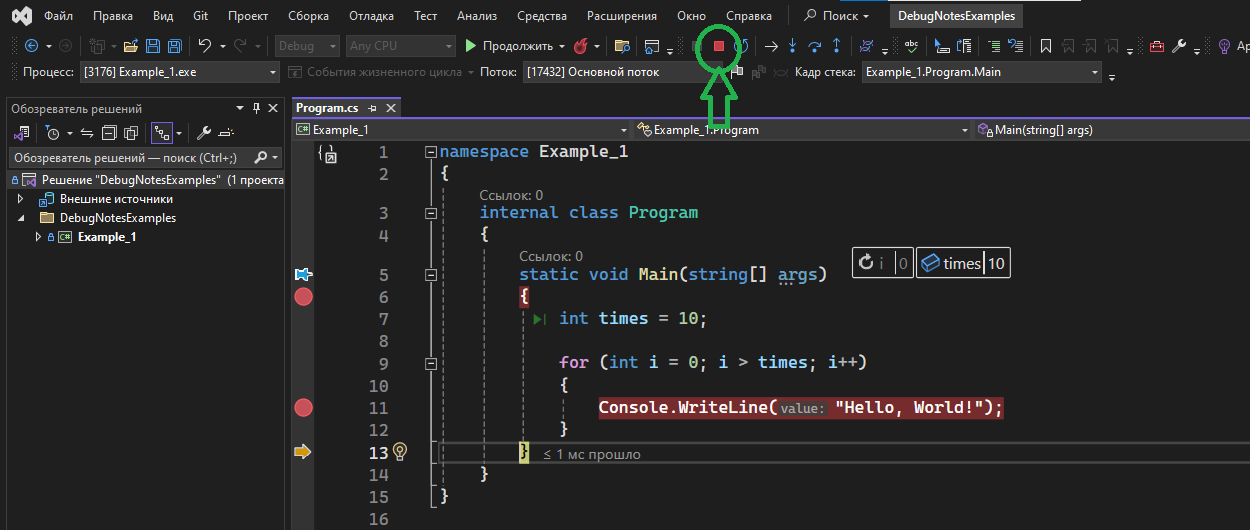 Файл Правка Вид Git Проект Сборка Отладка Тест Анализ Средства Расширения Окно Справка Поиск DebugNotesExamples
Debug Any CPU Продолжить
Процесс: [3176] Example_1.exe События жизненного цикла Поток: [17432] Основной поток Кадр стека: Example_1.Program.Main
Обозреватель решений
Обозреватель решений — поиск (Ctrl+;)
Решение "DebugNotesExamples" (1 проекта
Внешние источники
DebugNotesExamples
Example_1
Program.cs
Example_1 Example_1.Program Main(string[] args)
1 namespace Example_1
2 {
Ссылок: 0
3 internal class Program
4 {
Ссылок: 0
5 static void Main(string[] args) i 0 times 10
6 {
7 int times = 10;
8
9 for (int i = 0; i > times; i++)
10 {
11 Console.WriteLine(value: "Hello, World!");
12 }
13 } ≤ 1 мс прошло
14 }
15 }
16